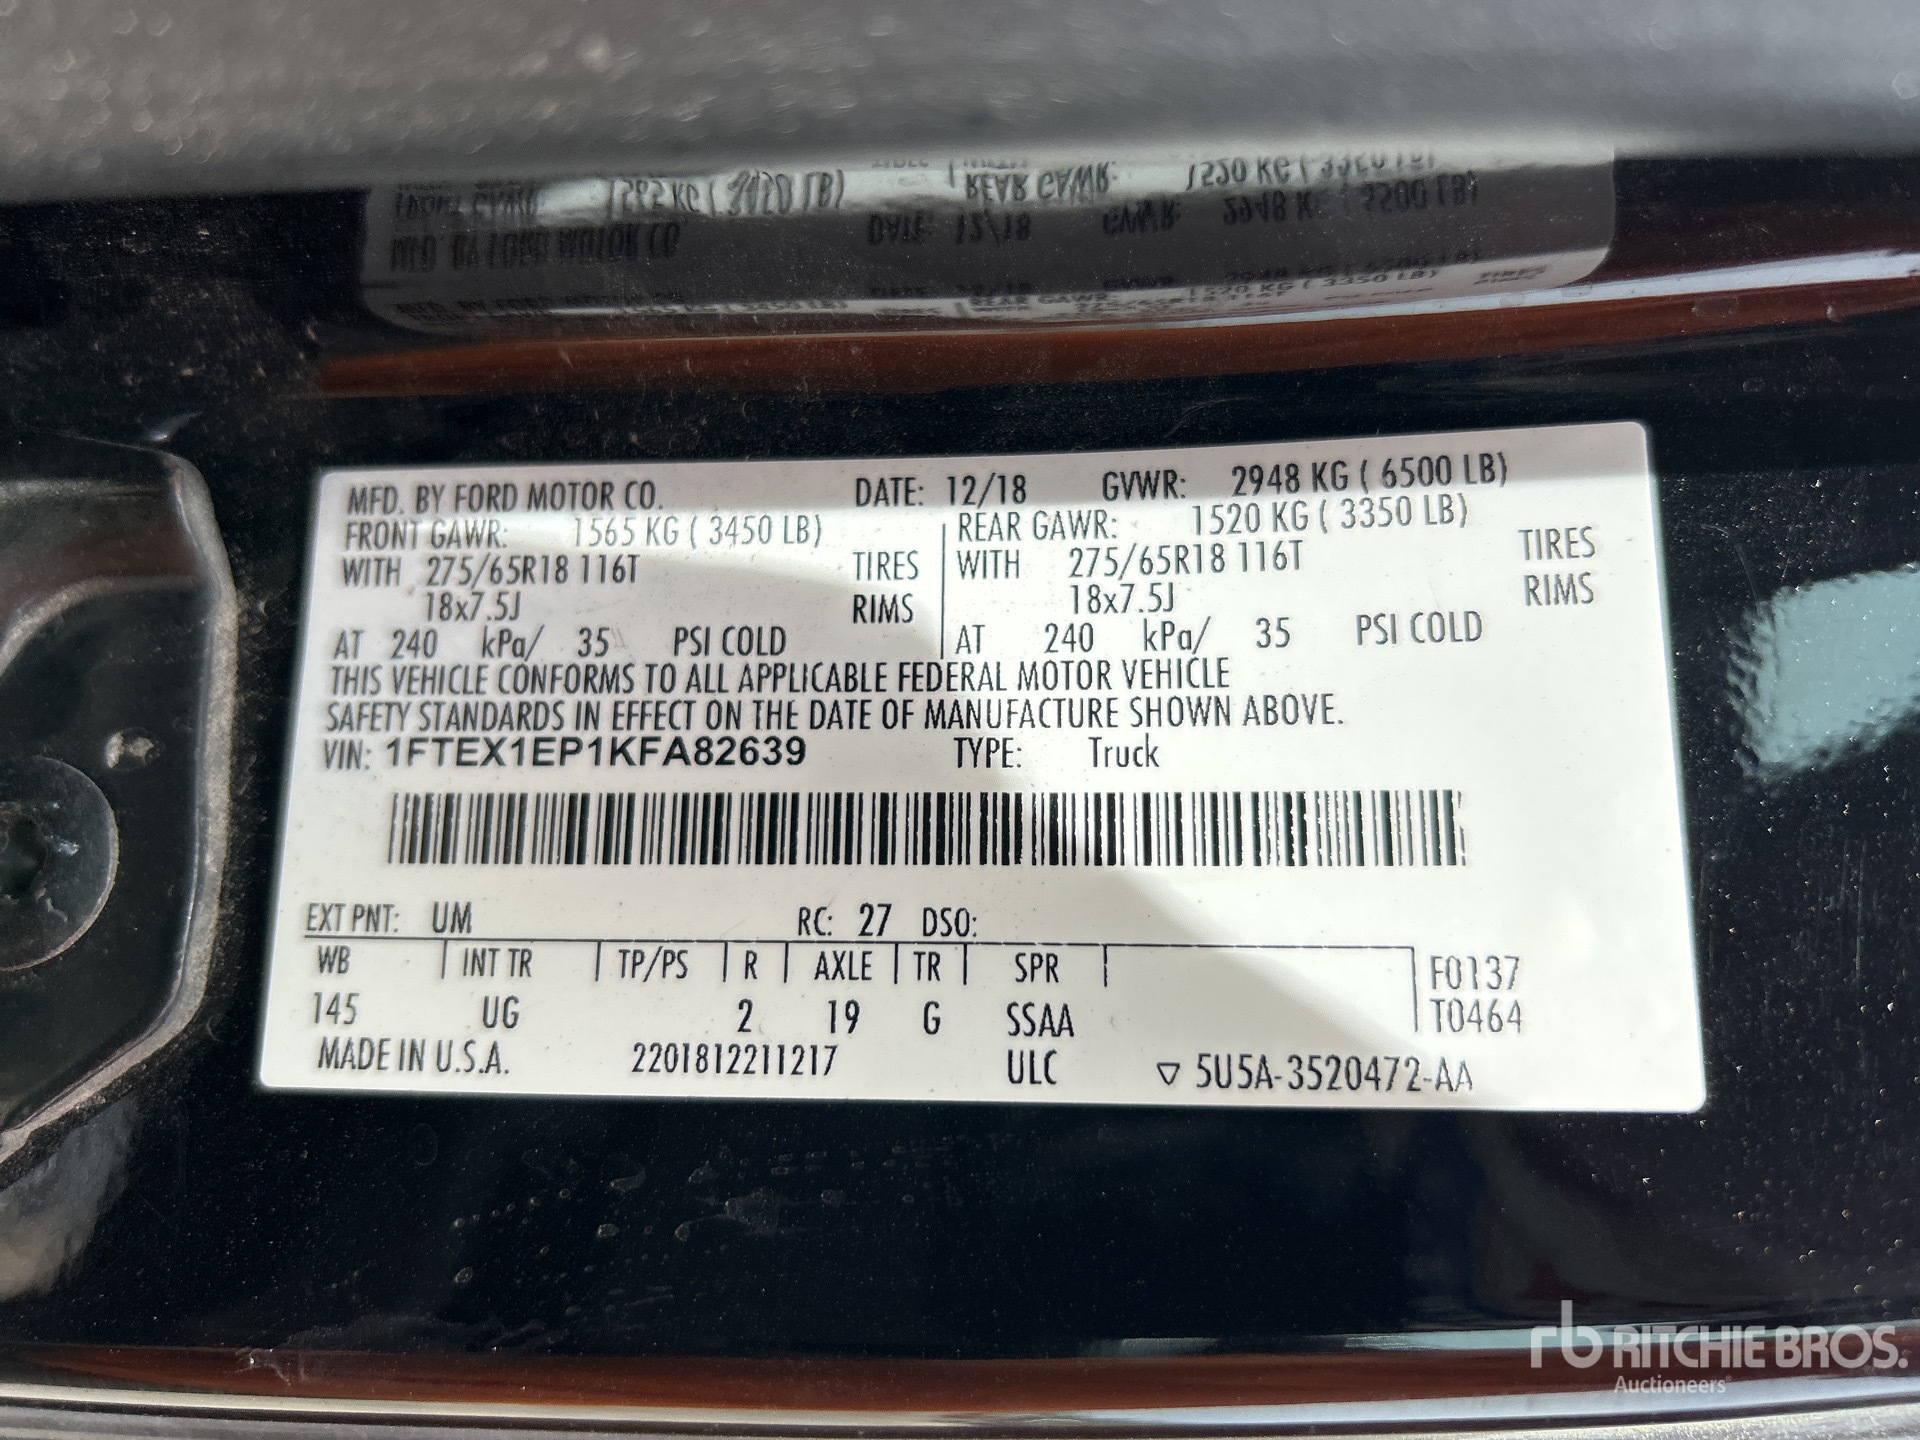 MFD. BY FORD MOTOR CO. DATE: 12/18 GVWR: 2948 KG ( 6500 LB)
FRONT GAWR: 1565 KG ( 3450 LB) REAR GAWR: 1520 KG ( 3350 LB)
WITH 275/65R18 116T TIRES WITH 275/65R18 116T TIRES
18x7.5J RIMS 18x7.5J RIMS
AT 240 kPa/ 35 PSI COLD AT 240 kPa/ 35 PSI COLD
THIS VEHICLE CONFORMS TO ALL APPLICABLE FEDERAL MOTOR VEHICLE
SAFETY STANDARDS IN EFFECT ON THE DATE OF MANUFACTURE SHOWN ABOVE.
VIN: 1FTEX1EP1KFA82639 TYPE: Truck
EXT PNT: UM RC: 27 DSO:
WB INT TR TP/PS R AXLE TR SPR F0137
145 UG 2 19 G SSAA T0464
MADE IN U.S.A. 2201812211217 ULC ▽ 5U5A-3520472-AA
rb RITCHIE BROS.
Auctioneers